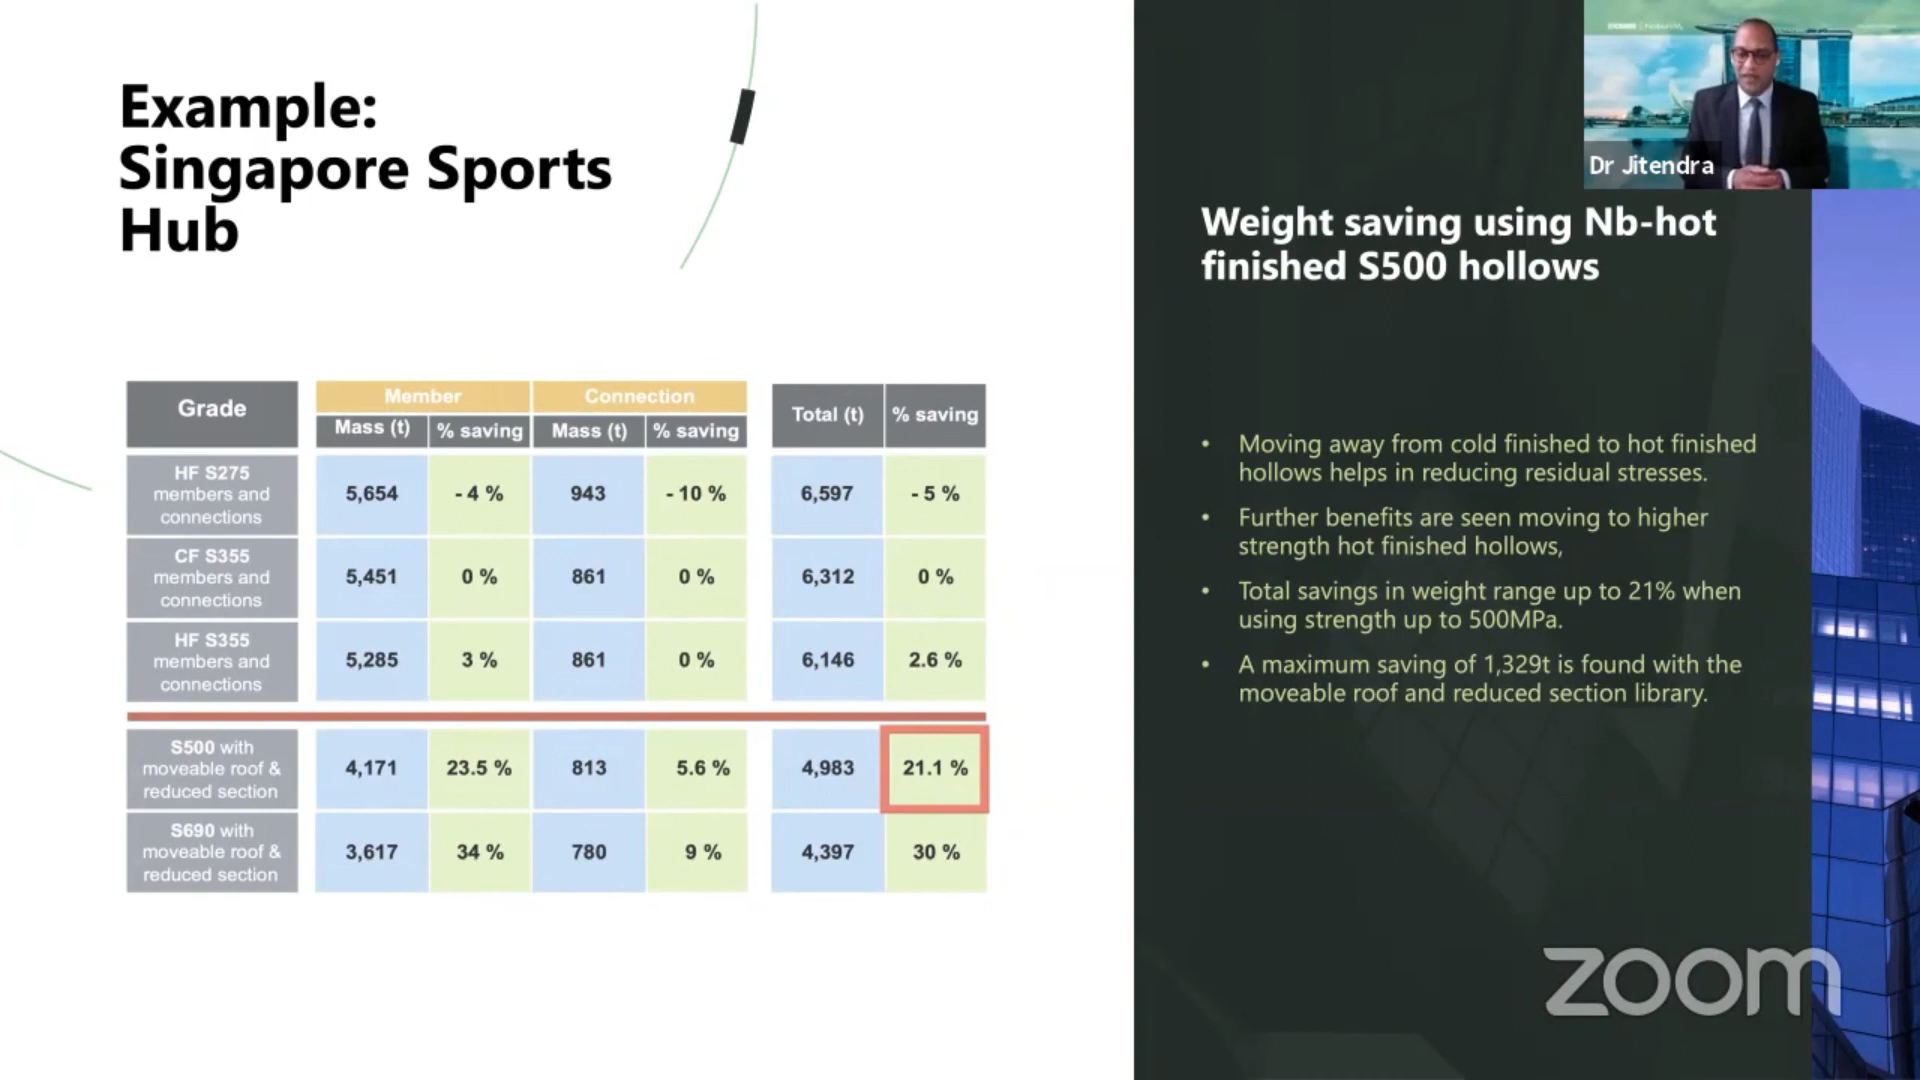 Example:
Singapore Sports
Hub
Grade
Member
Connection
Total (t)
% saving
Mass (t)
% saving
Mass (t)
% saving
HF S275
members and
connections
5,654
- 4 %
943
- 10 %
6,597
- 5 %
CF S355
members and
connections
5,451
0 %
861
0 %
6,312
0 %
HF S355
members and
connections
5,285
3 %
861
0 %
6,146
2.6 %
S500 with
moveable roof &
reduced section
4,171
23.5 %
813
5.6 %
4,983
21.1 %
S690 with
moveable roof &
reduced section
3,617
34 %
780
9 %
4,397
30 %
Dr Jitendra
Weight saving using Nb-hot
finished S500 hollows
• Moving away from cold finished to hot finished
hollows helps in reducing residual stresses.
• Further benefits are seen moving to higher
strength hot finished hollows,
• Total savings in weight range up to 21% when
using strength up to 500MPa.
• A maximum saving of 1,329t is found with the
moveable roof and reduced section library.
zoom